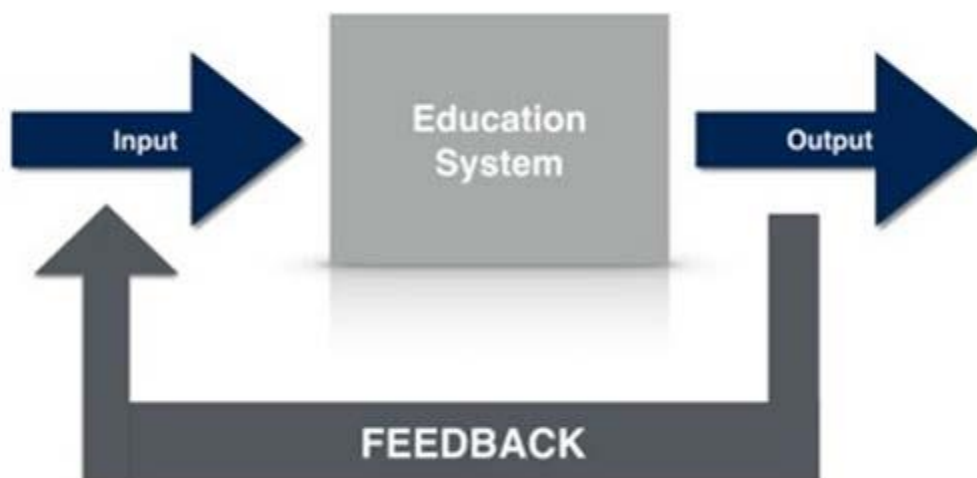 Input
Education
System
Output
FEEDBACK